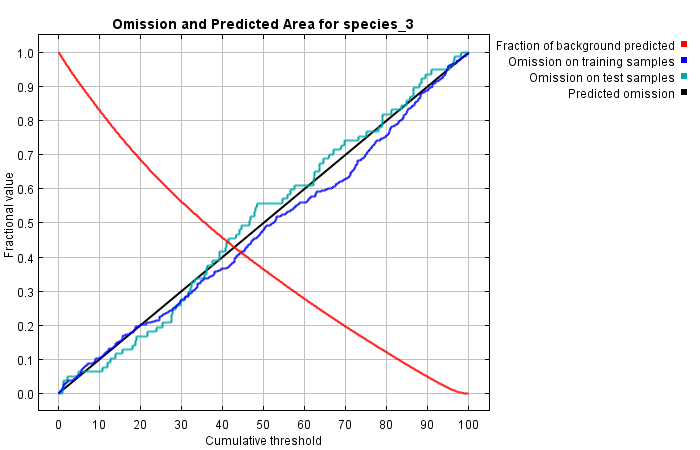 Omission and Predicted Area for species_3
Fraction of background predicted
Omission on training samples
Omission on test samples
Predicted omission
Fractional value
1.0
0.9
0.8
0.7
0.6
0.5
0.4
0.3
0.2
0.1
0.0
0 10 20 30 40 50 60 70 80 90 100
Cumulative threshold